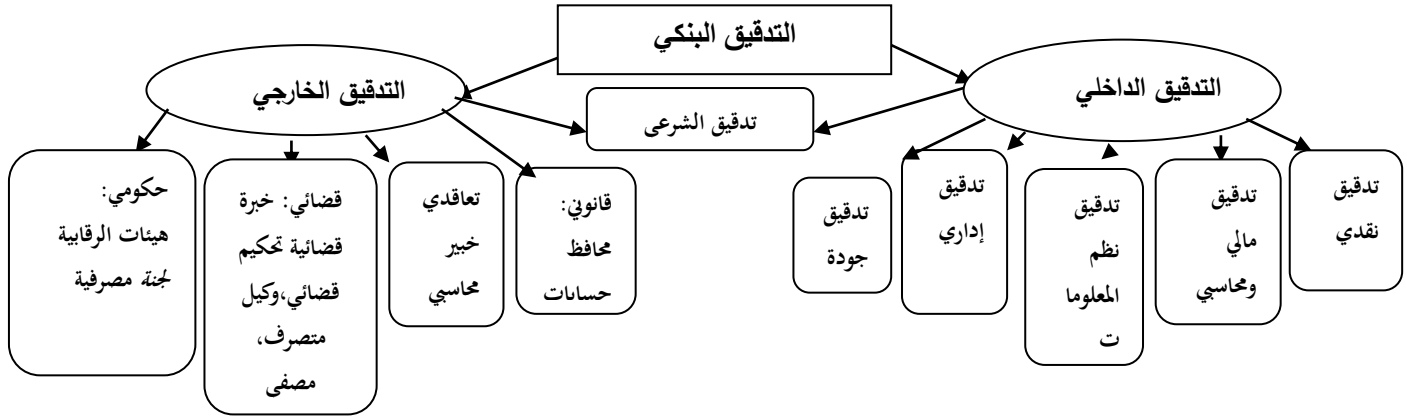 التدقيق البنكي
التدقيق الداخلي
التدقيق الخارجي
تدقيق الشرعى
تدقيق
نقدي
تدقيق
مالي
ومحاسبي
تدقيق
نظم
المعلوما
ت
تدقيق
إداري
تدقيق
جودة
قانوني:
محافظ
حسابات
تعاقدي
خبير
محاسبي
قضائي: خبرة
قضائية تحكيم
قضائي،وكيل
متصرف،
مصفى
حكومي:
هيئات الرقابية
لجنة مصرفية